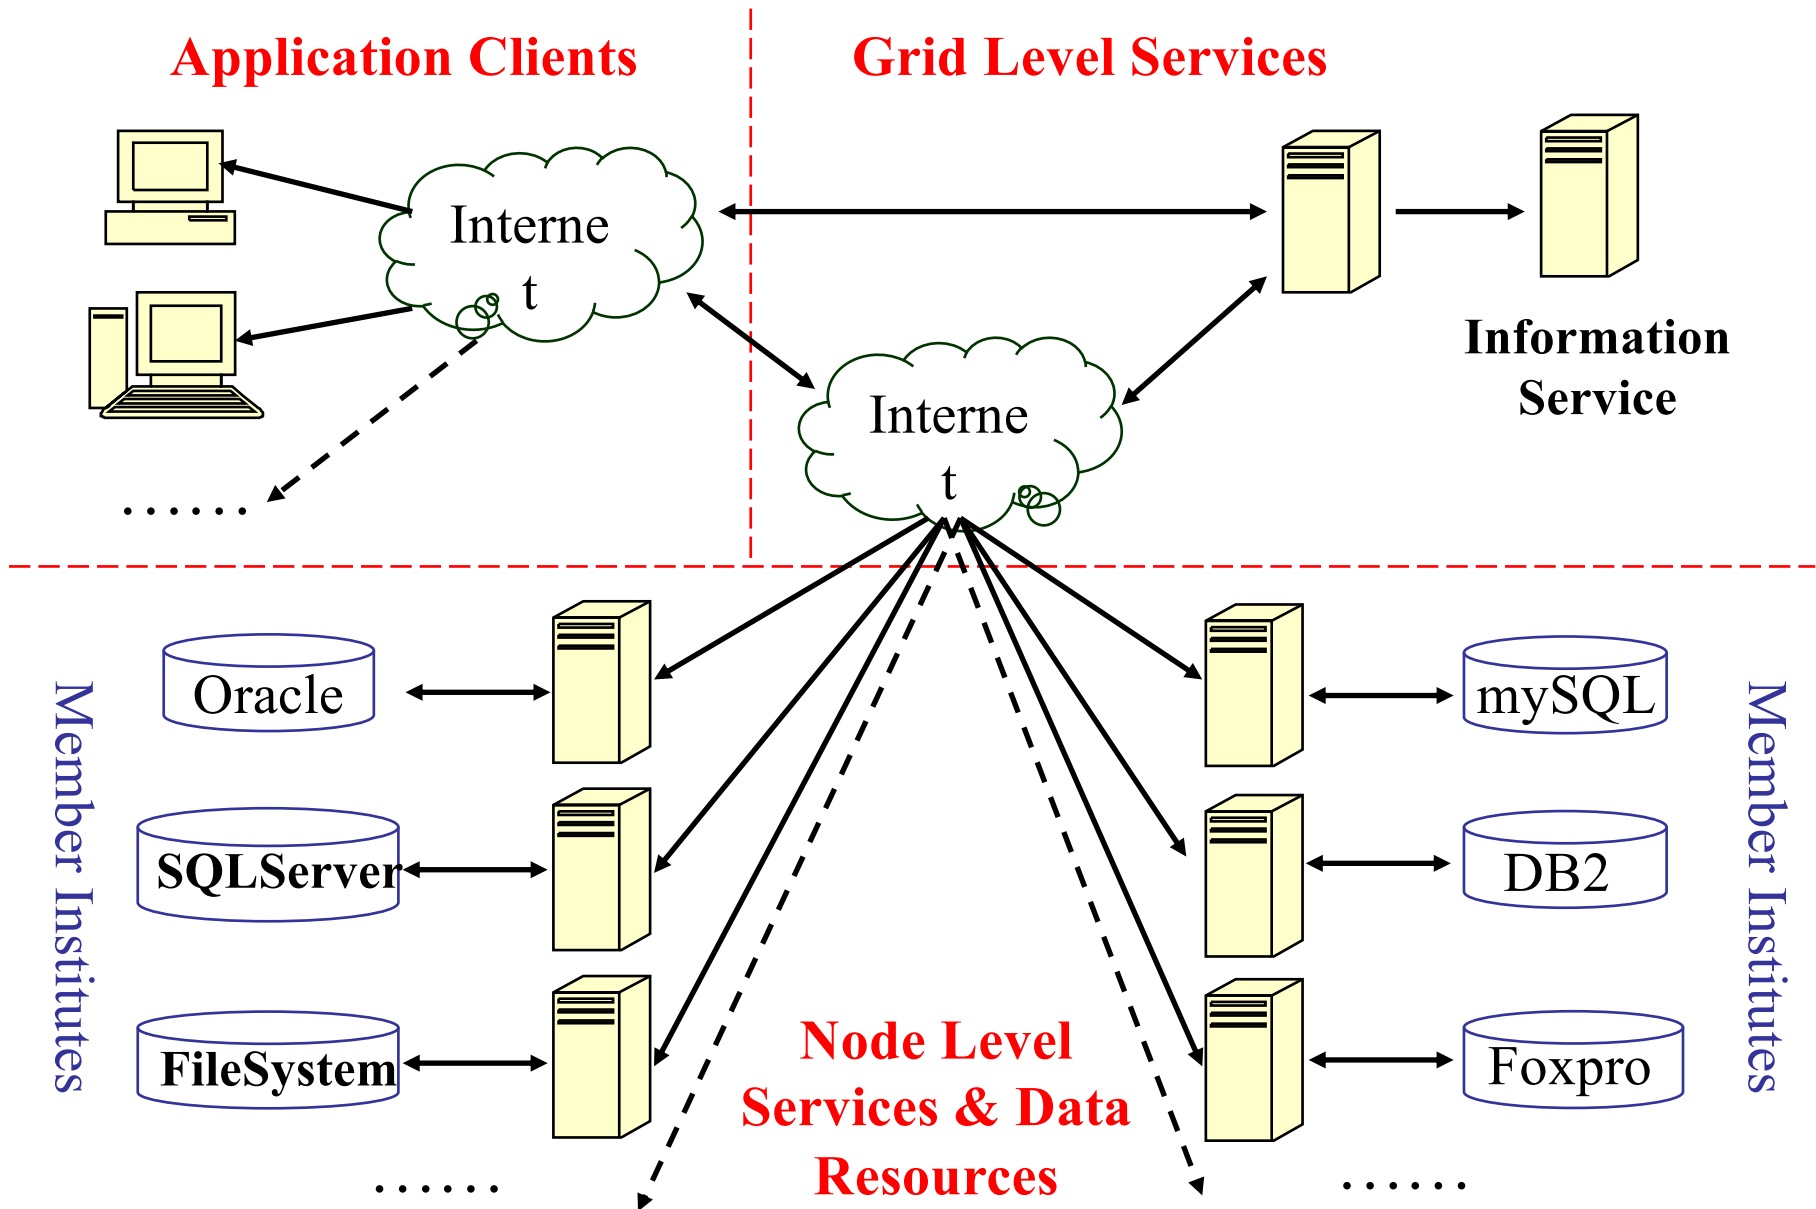 Application Clients
Grid Level Services
Interne
t
Information
Service
Interne
t
......
Member Institutes
Oracle
SQLServer
FileSystem
......
Node Level
Services & Data
Resources
mySQL
DB2
Foxpro
......
Member Institutes